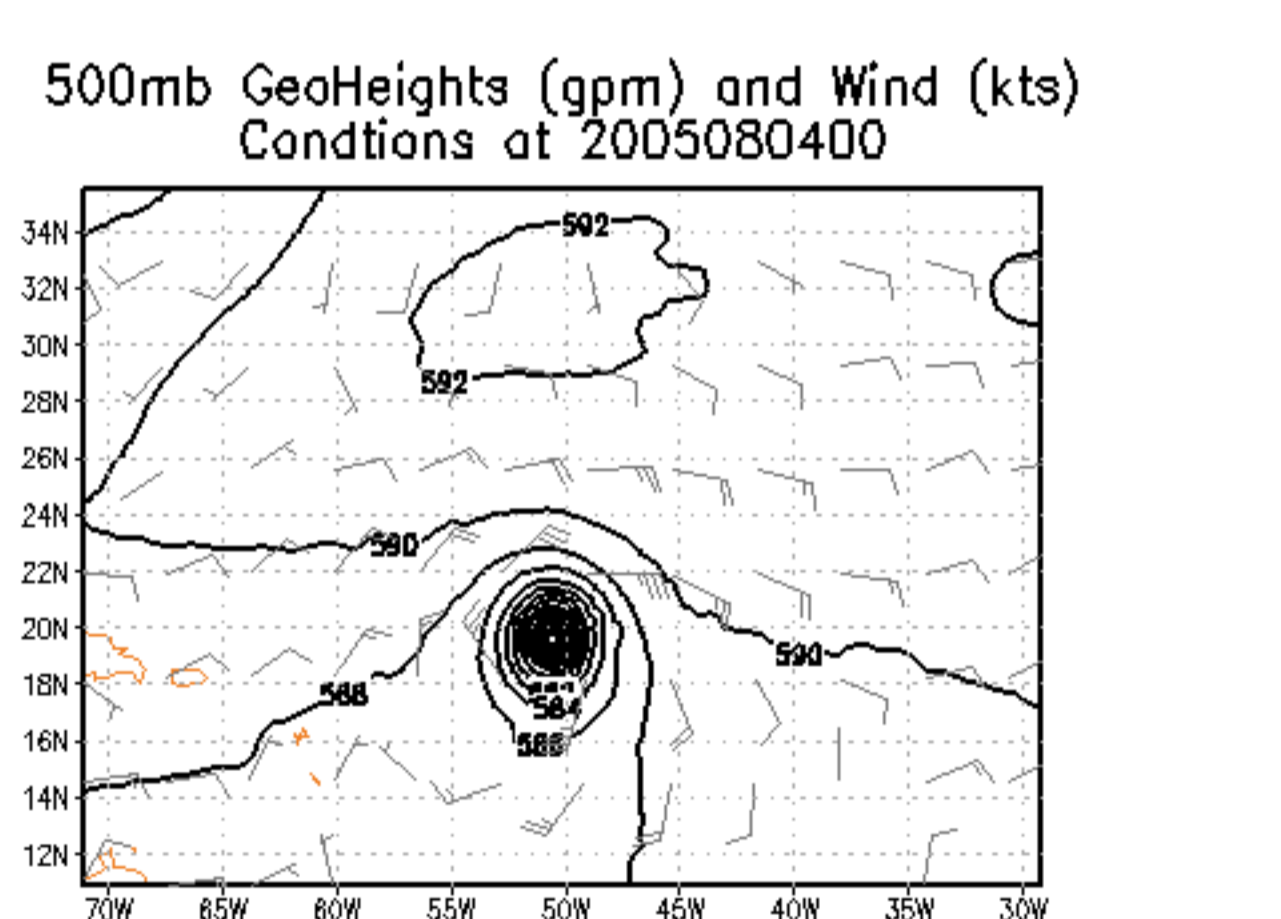 500mb GeoHeights (gpm) and Wind (kts)
Condtions at 2005080400
34N
592
32N
30N
592
28N
26N
24N
590
22N
20N
590
18N
588
584
16N
586
14N
12N
70W 65W 60W 55W 50W 45W 40W 35W 30W